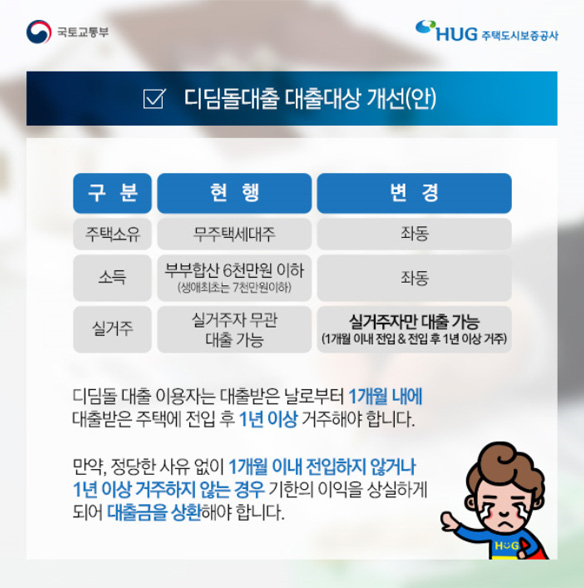 국토교통부
HUG 주택도시보증공사
디딤돌대출 대출대상 개선(안)
구 분 현 행 변 경
주택소유 무주택세대주 좌동
소득 부부합산 6천만원 이하 좌동
(생애최초는 7천만원이하)
실거주 실거주자 무관 실거주자만 대출 가능
대출 가능 (1개월 이내 전입 & 전입 후 1년 이상 거주)
디딤돌 대출 이용자는 대출받은 날로부터 1개월 내에
대출받은 주택에 전입 후 1년 이상 거주해야 합니다.
만약, 정당한 사유 없이 1개월 이내 전입하지 않거나
1년 이상 거주하지 않는 경우 기한의 이익을 상실하게
되어 대출금을 상환해야 합니다.
HUG